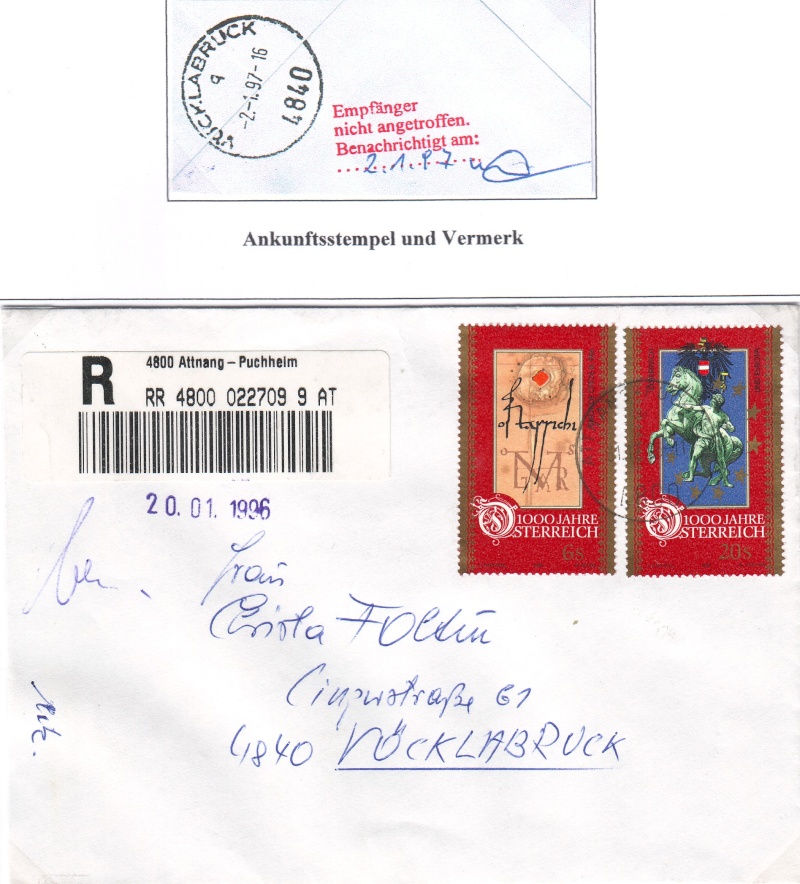 VÖCKLABRUCK
a
-2.-1.97-16
4840
Empfänger
nicht angetroffen.
Benachrichtigt am:
2.1.97
Ankunftsstempel und Vermerk
R
4800 Attnang – Puchheim
RR 4800 022709 9 AT
20. 01. 1996
1000 JAHRE
ÖSTERREICH
6s
1000 JAHRE
ÖSTERREICH
20s
Frau
Christa Foltin
61
4840 VÖCKLABRUCK